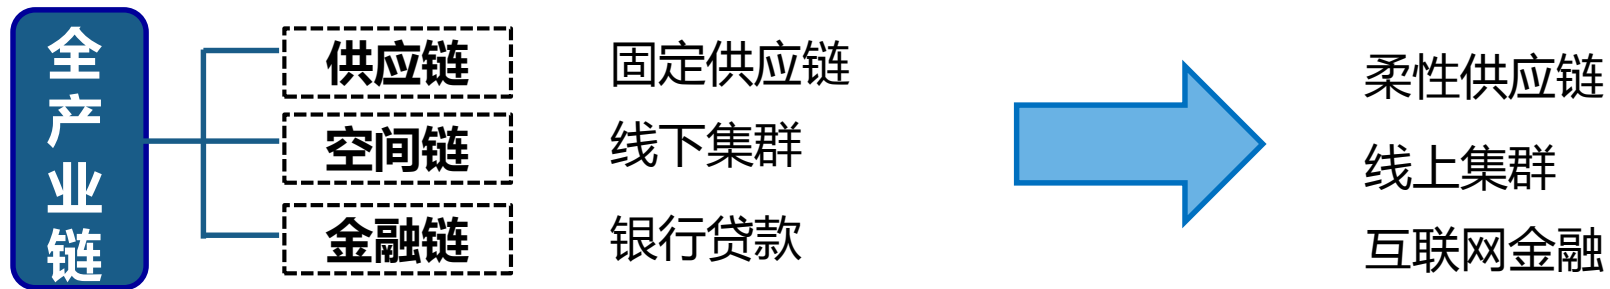 全产业链
供应链
固定供应链
柔性供应链
空间链
线下集群
线上集群
金融链
银行贷款
互联网金融